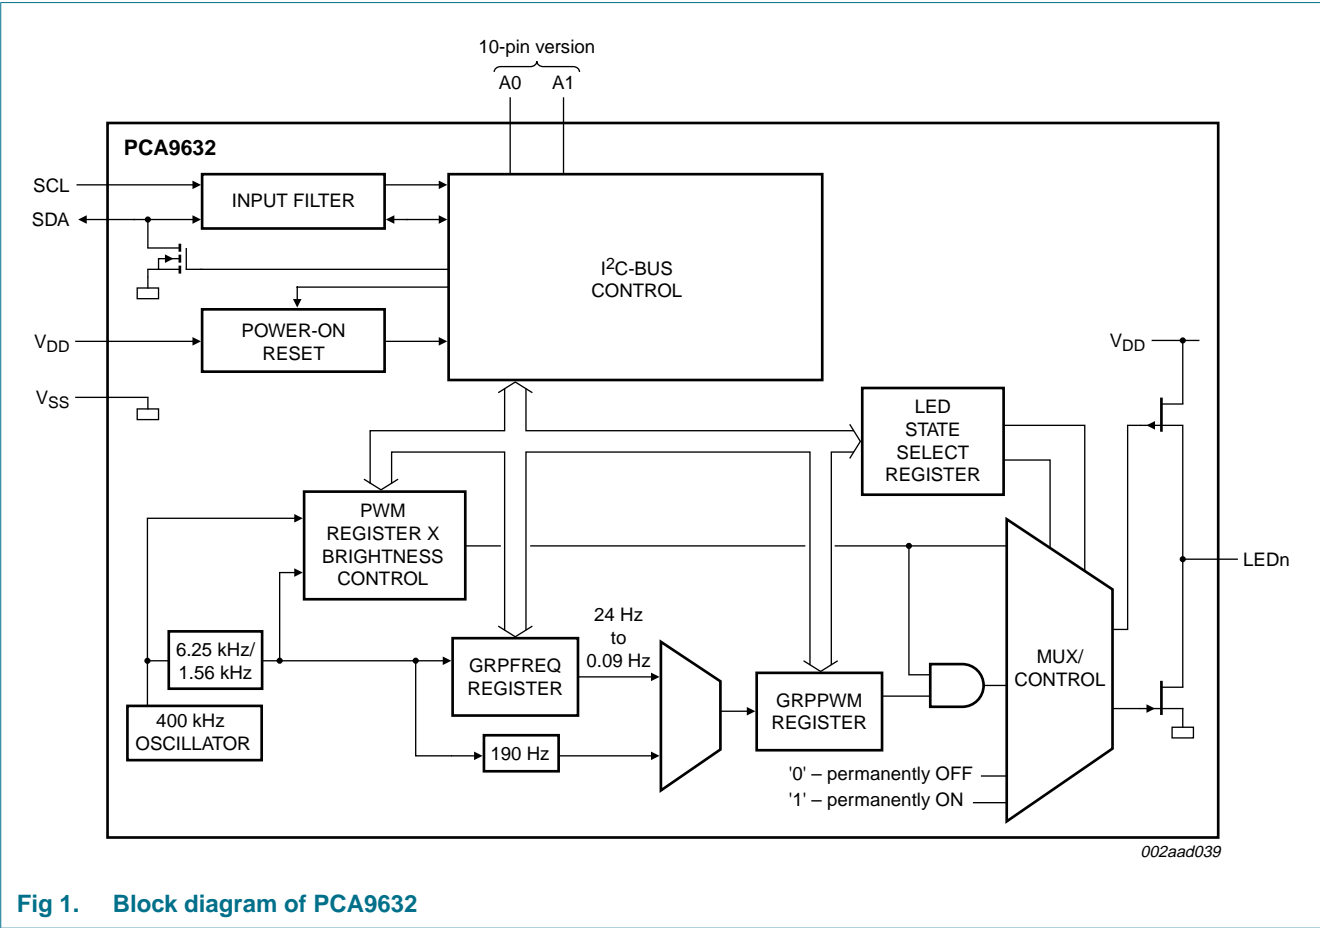 10-pin version
A0 A1
PCA9632
SCL
INPUT FILTER
SDA
I2C-BUS
CONTROL
POWER-ON
RESET
VDD
VDD
VSS
LED
STATE
SELECT
REGISTER
PWM
REGISTER X
BRIGHTNESS
CONTROL
LEDn
24 Hz
to
0.09 Hz
6.25 kHz/
1.56 kHz
GRPFREQ
REGISTER
MUX/
CONTROL
GRPPWM
REGISTER
400 kHz
OSCILLATOR
190 Hz
'0' – permanently OFF
'1' – permanently ON
002aad039
Fig 1. Block diagram of PCA9632